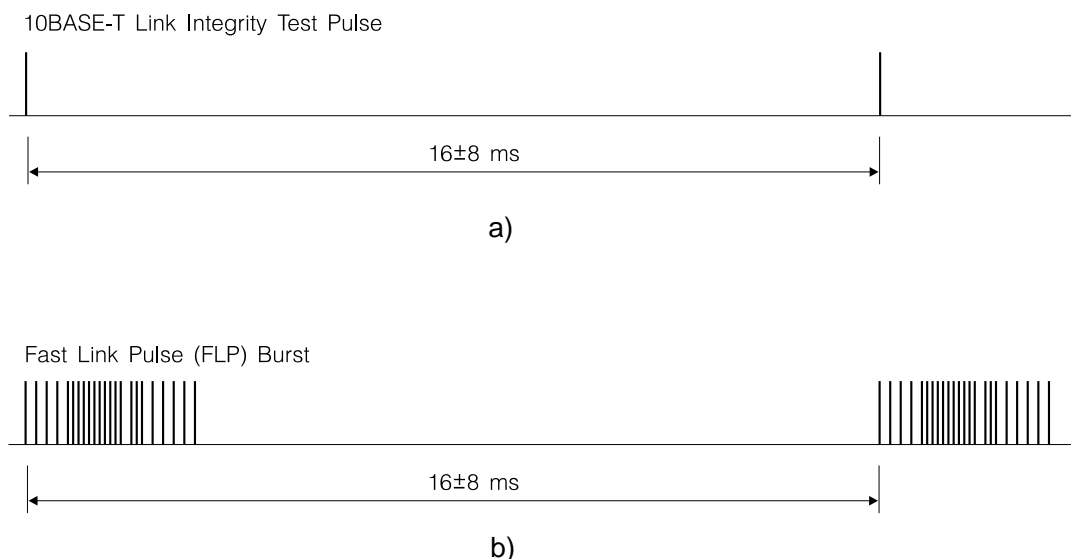 10BASE-T Link Integrity Test Pulse
16±8 ms
a)
Fast Link Pulse (FLP) Burst
16±8 ms
b)